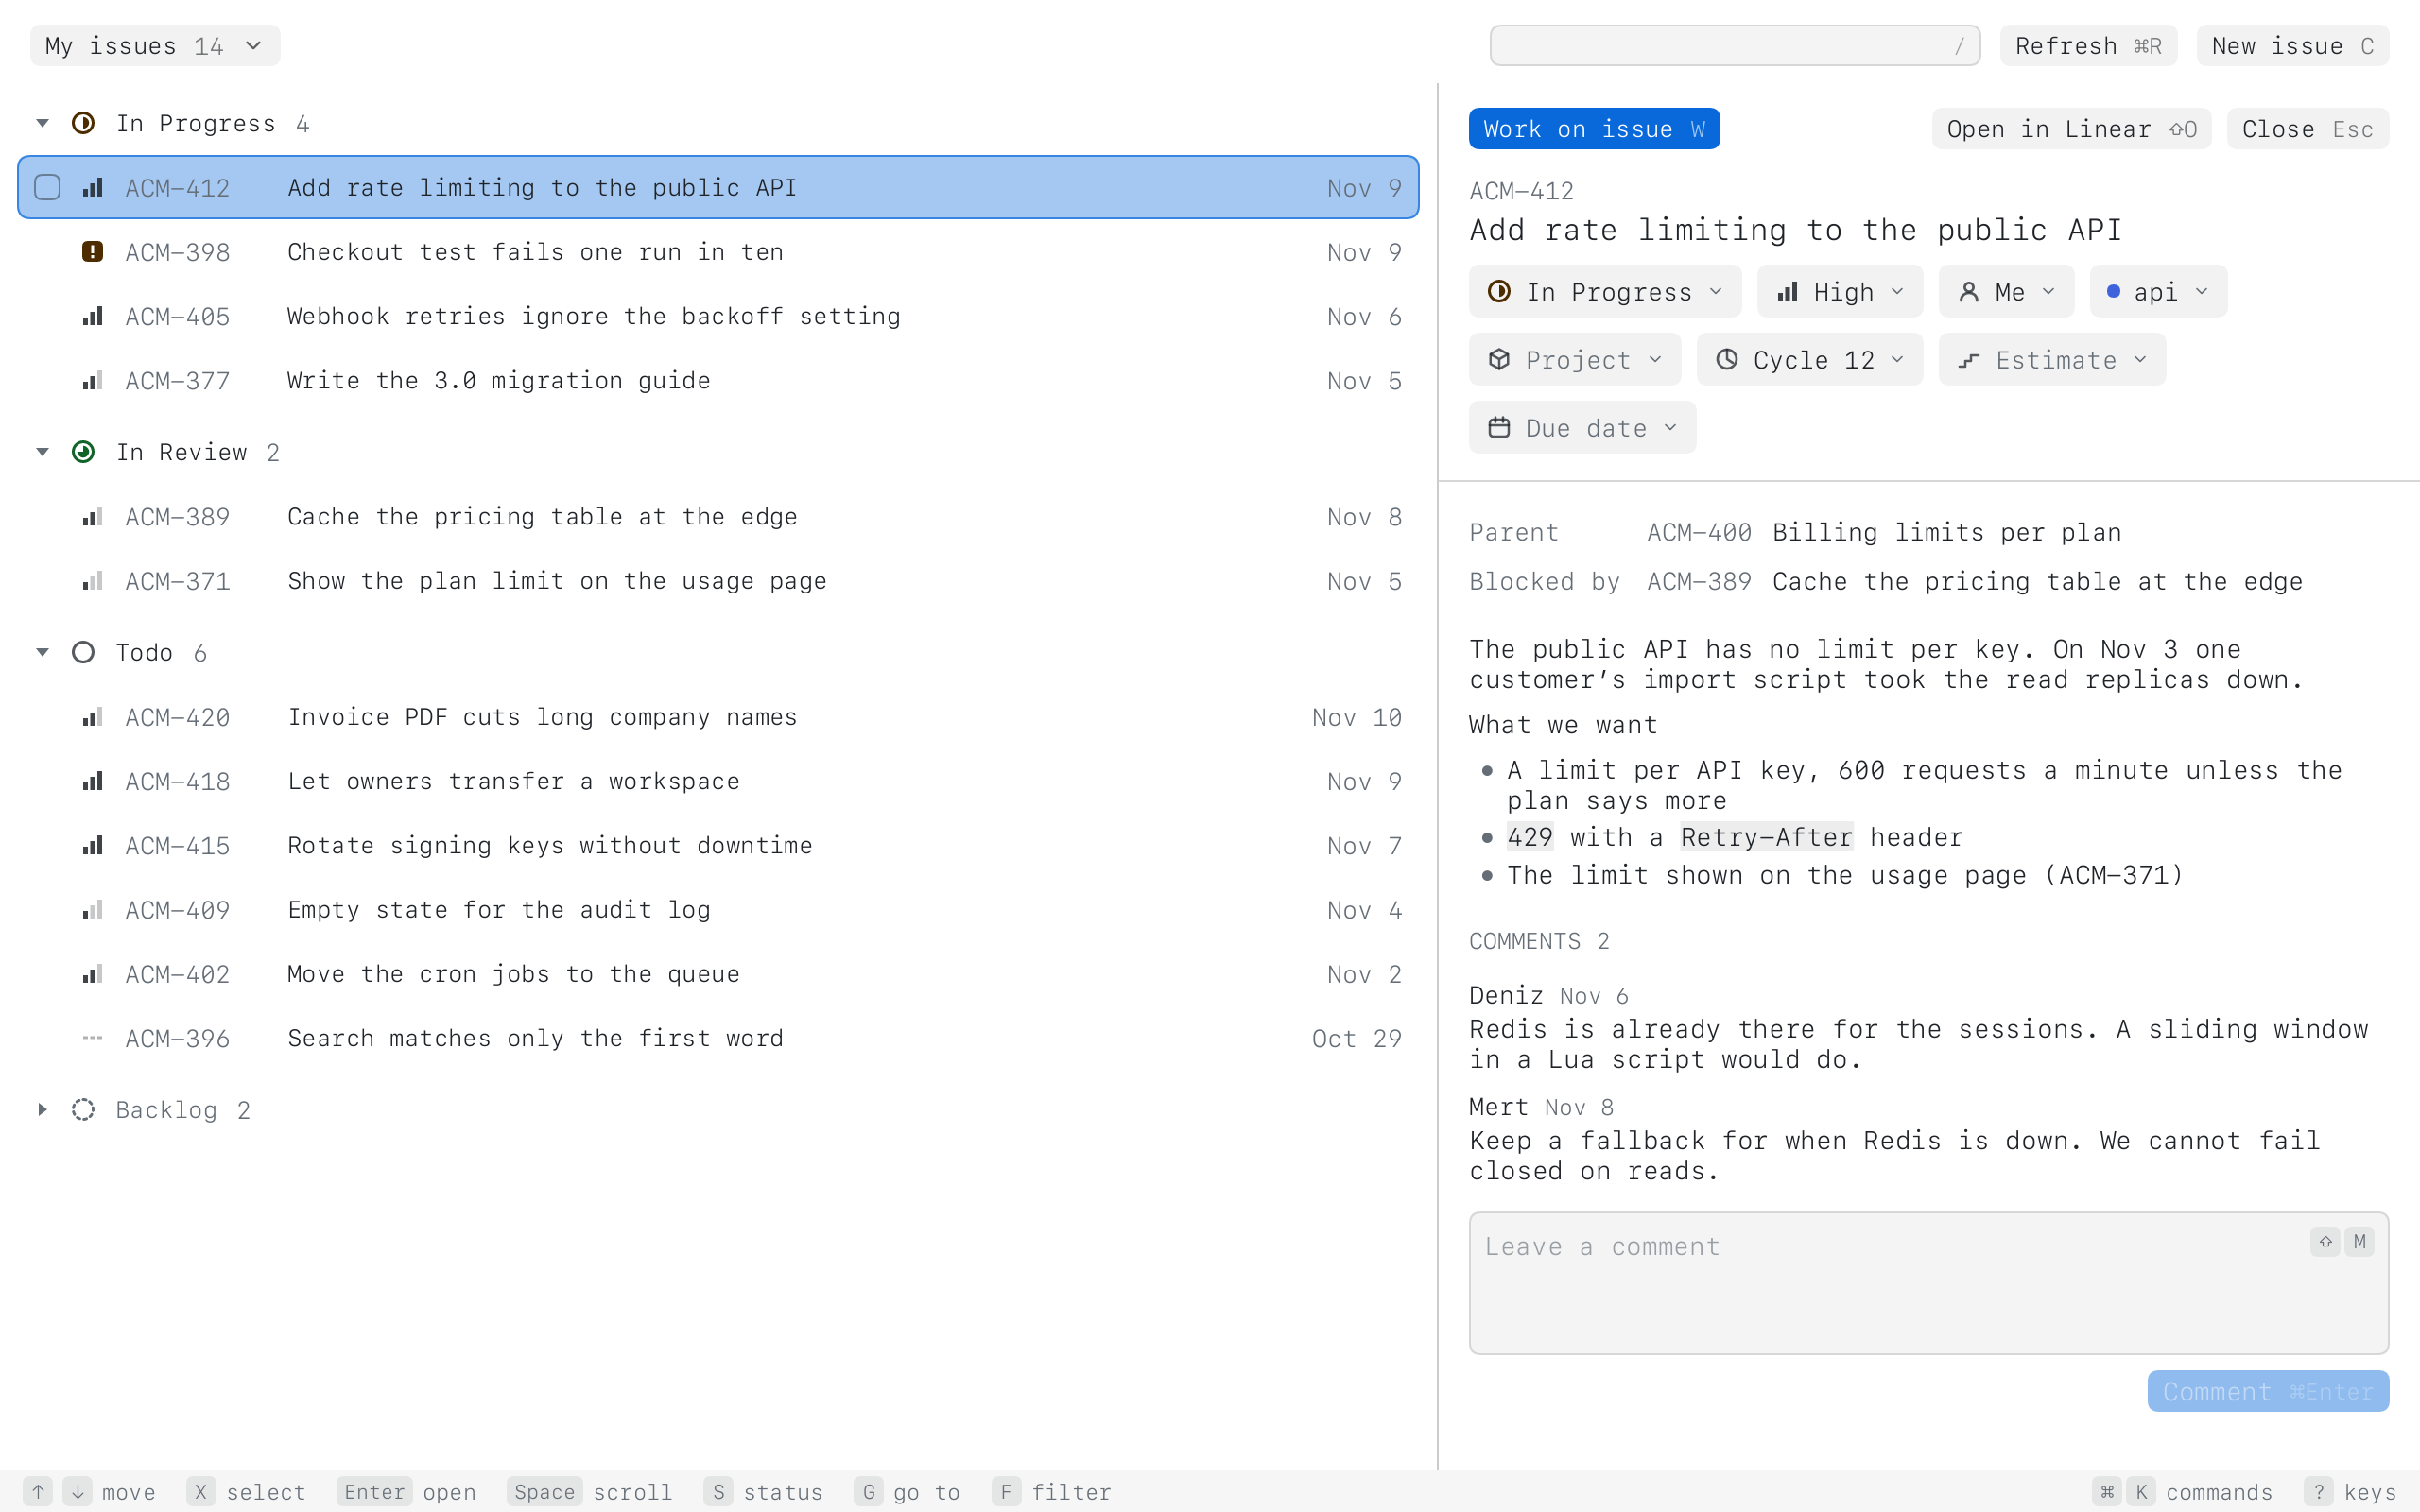 My issues 14
/ Refresh ⌘R New issue C
In Progress 4
ACM-412 Add rate limiting to the public API Nov 9
ACM-398 Checkout test fails one run in ten Nov 9
ACM-405 Webhook retries ignore the backoff setting Nov 6
ACM-377 Write the 3.0 migration guide Nov 5
In Review 2
ACM-389 Cache the pricing table at the edge Nov 8
ACM-371 Show the plan limit on the usage page Nov 5
Todo 6
ACM-420 Invoice PDF cuts long company names Nov 10
ACM-418 Let owners transfer a workspace Nov 9
ACM-415 Rotate signing keys without downtime Nov 7
ACM-409 Empty state for the audit log Nov 4
ACM-402 Move the cron jobs to the queue Nov 2
ACM-396 Search matches only the first word Oct 29
Backlog 2
Work on issue W Open in Linear ⇧O Close Esc
ACM-412
Add rate limiting to the public API
In Progress High Me api
Project Cycle 12 Estimate
Due date
Parent ACM-400 Billing limits per plan
Blocked by ACM-389 Cache the pricing table at the edge
The public API has no limit per key. On Nov 3 one
customer’s import script took the read replicas down.
What we want
• A limit per API key, 600 requests a minute unless the
plan says more
• 429 with a Retry-After header
• The limit shown on the usage page (ACM-371)
COMMENTS 2
Deniz Nov 6
Redis is already there for the sessions. A sliding window
in a Lua script would do.
Mert Nov 8
Keep a fallback for when Redis is down. We cannot fail
closed on reads.
Leave a comment ⇧ M
Comment ⌘Enter
↑ ↓ move X select Enter open Space scroll S status G go to F filter ⌘ K commands ? keys